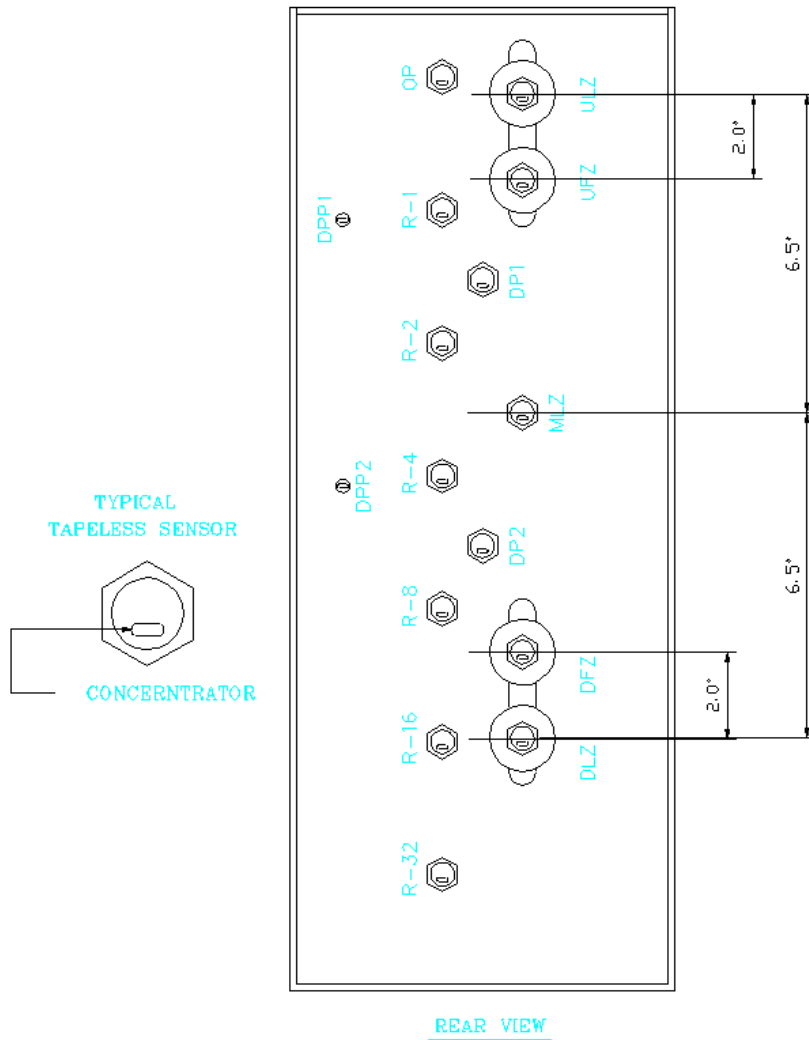 OP
ULZ
2.0"
UFZ
DPP1
R-1
DP1
6.5"
R-2
MLZ
R-4
DPP2
TYPICAL
TAPELESS SENSOR
DP2
6.5"
R-8
DFZ
2.0"
CONCERNTRATOR
R-16
DLZ
R-32
REAR VIEW